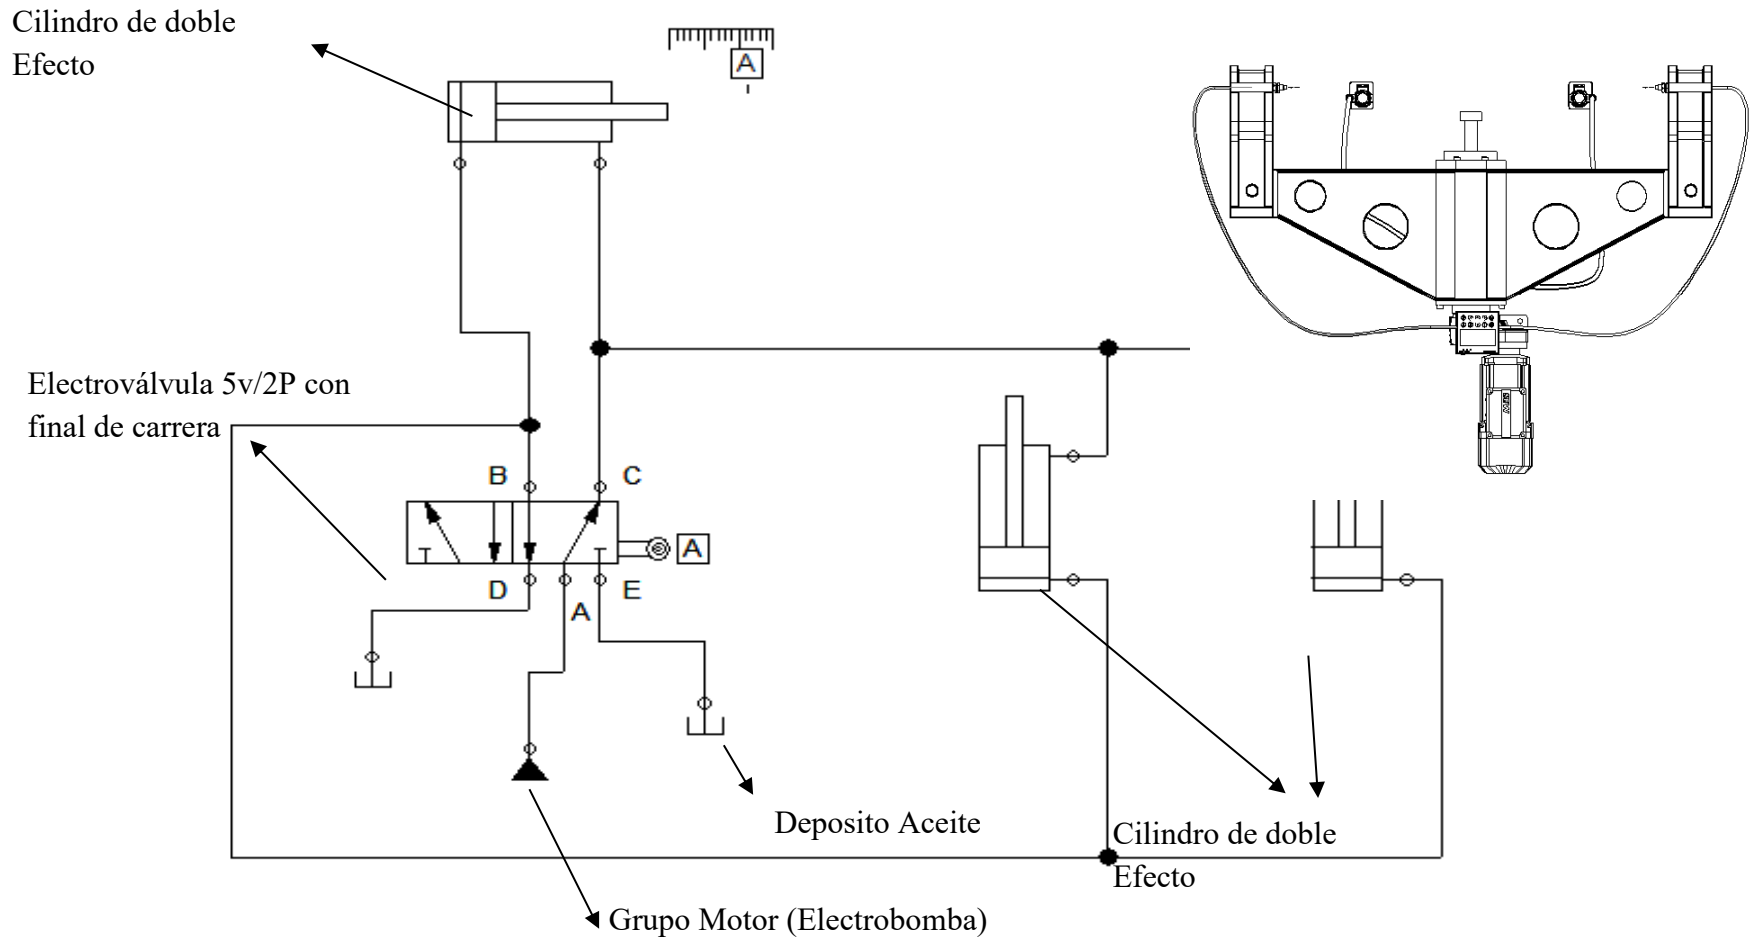 Cilindro de doble
Efecto
A
Electroválvula 5v/2P con
final de carrera
B
C
A
D
A
E
Deposito Aceite
Cilindro de doble
Efecto
Grupo Motor (Electrobomba)